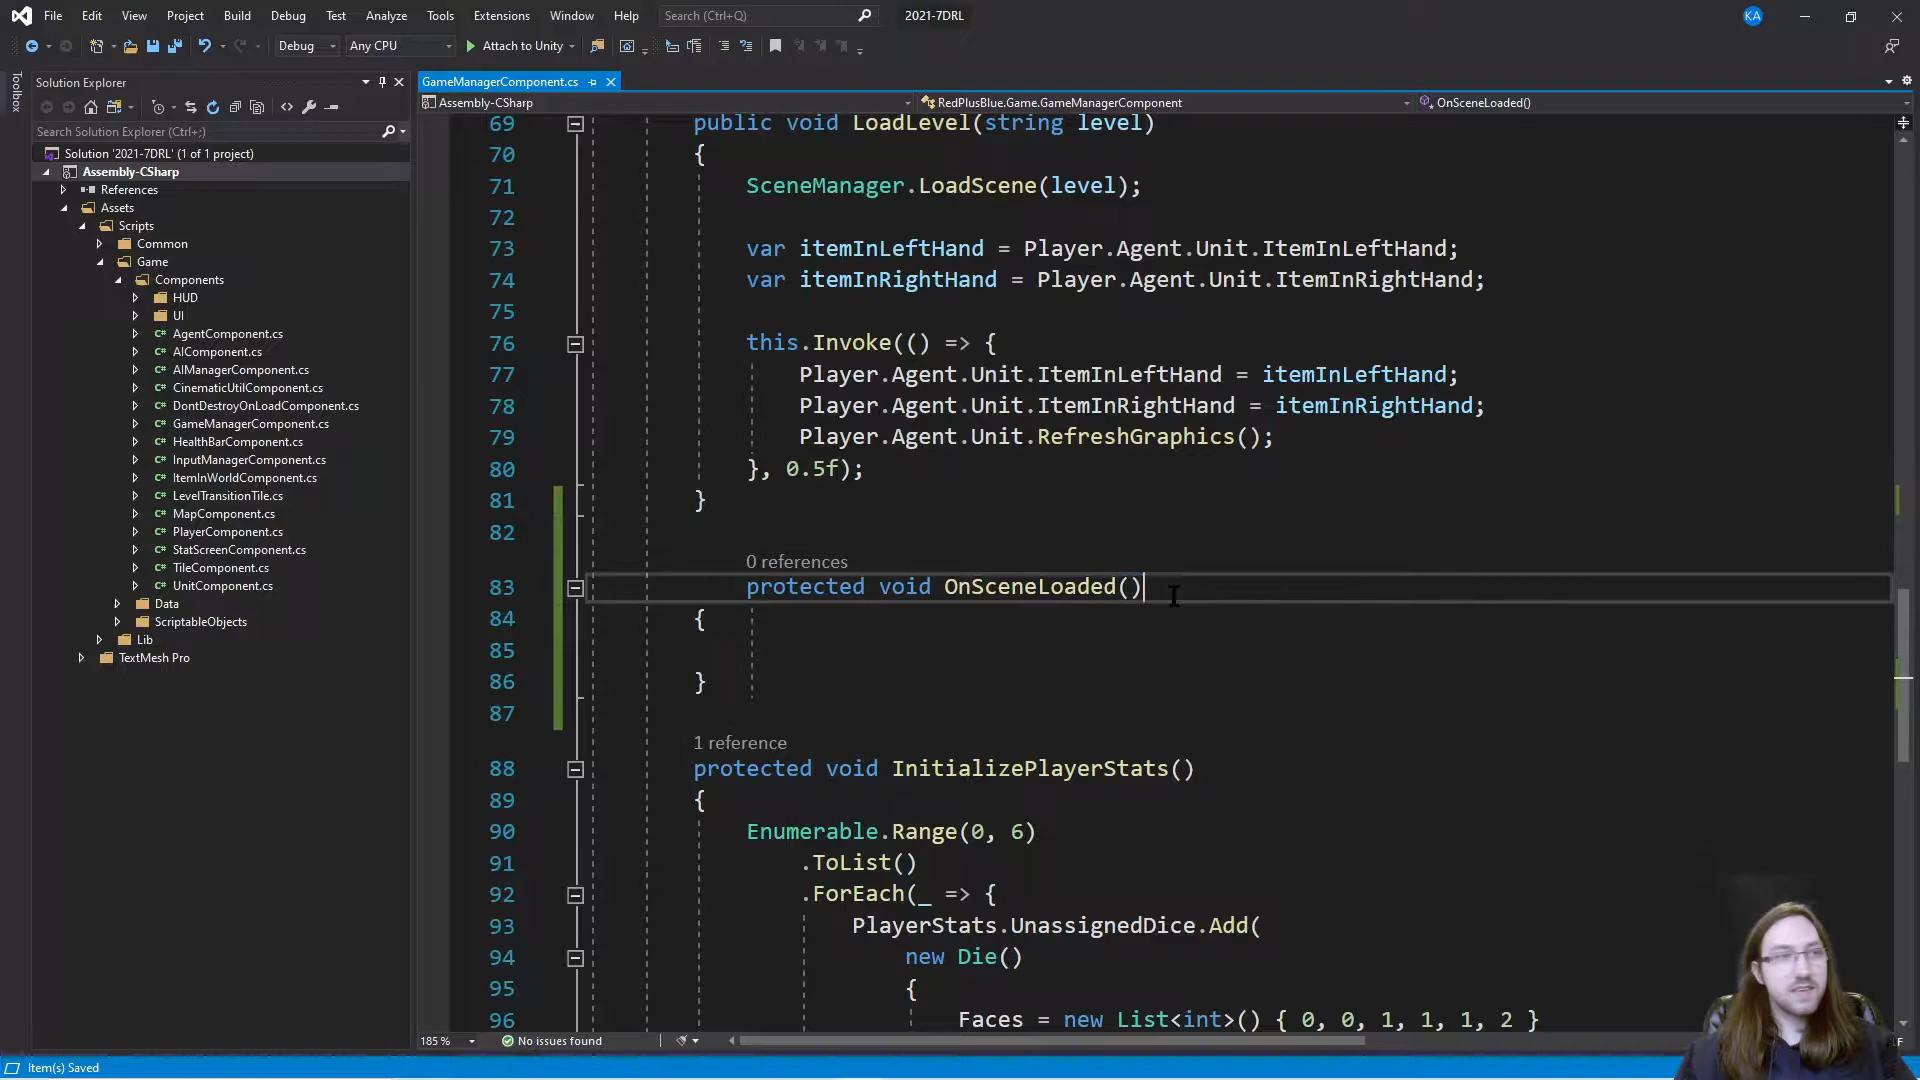 File Edit View Project Build Debug Test Analyze Tools Extensions Window Help Search (Ctrl+Q) 2021-7DRL KA
Debug Any CPU Attach to Unity
Toolbox
Solution Explorer
Search Solution Explorer (Ctrl+;)
Solution '2021-7DRL' (1 of 1 project)
Assembly-CSharp
References
Assets
Scripts
Common
Game
Components
HUD
UI
C# AgentComponent.cs
C# AIComponent.cs
C# AIManagerComponent.cs
C# CinematicUtilComponent.cs
C# DontDestroyOnLoadComponent.cs
C# GameManagerComponent.cs
C# HealthBarComponent.cs
C# InputManagerComponent.cs
C# ItemInWorldComponent.cs
C# LevelTransitionTile.cs
C# MapComponent.cs
C# PlayerComponent.cs
C# StatScreenComponent.cs
C# TileComponent.cs
C# UnitComponent.cs
Data
ScriptableObjects
Lib
TextMesh Pro
GameManagerComponent.cs
Assembly-CSharp RedPlusBlue.Game.GameManagerComponent OnSceneLoaded()
69 public void LoadLevel(string level)
70 {
71 SceneManager.LoadScene(level);
72
73 var itemInLeftHand = Player.Agent.Unit.ItemInLeftHand;
74 var itemInRightHand = Player.Agent.Unit.ItemInRightHand;
75
76 this.Invoke(() => {
77 Player.Agent.Unit.ItemInLeftHand = itemInLeftHand;
78 Player.Agent.Unit.ItemInRightHand = itemInRightHand;
79 Player.Agent.Unit.RefreshGraphics();
80 }, 0.5f);
81 }
82
0 references
83 protected void OnSceneLoaded()
84 {
85
86 }
87
1 reference
88 protected void InitializePlayerStats()
89 {
90 Enumerable.Range(0, 6)
91 .ToList()
92 .ForEach(_ => {
93 PlayerStats.UnassignedDice.Add(
94 new Die()
95 {
96 Faces = new List<int>() { 0, 0, 1, 1, 1, 2 }
185 % No issues found
Item(s) Saved